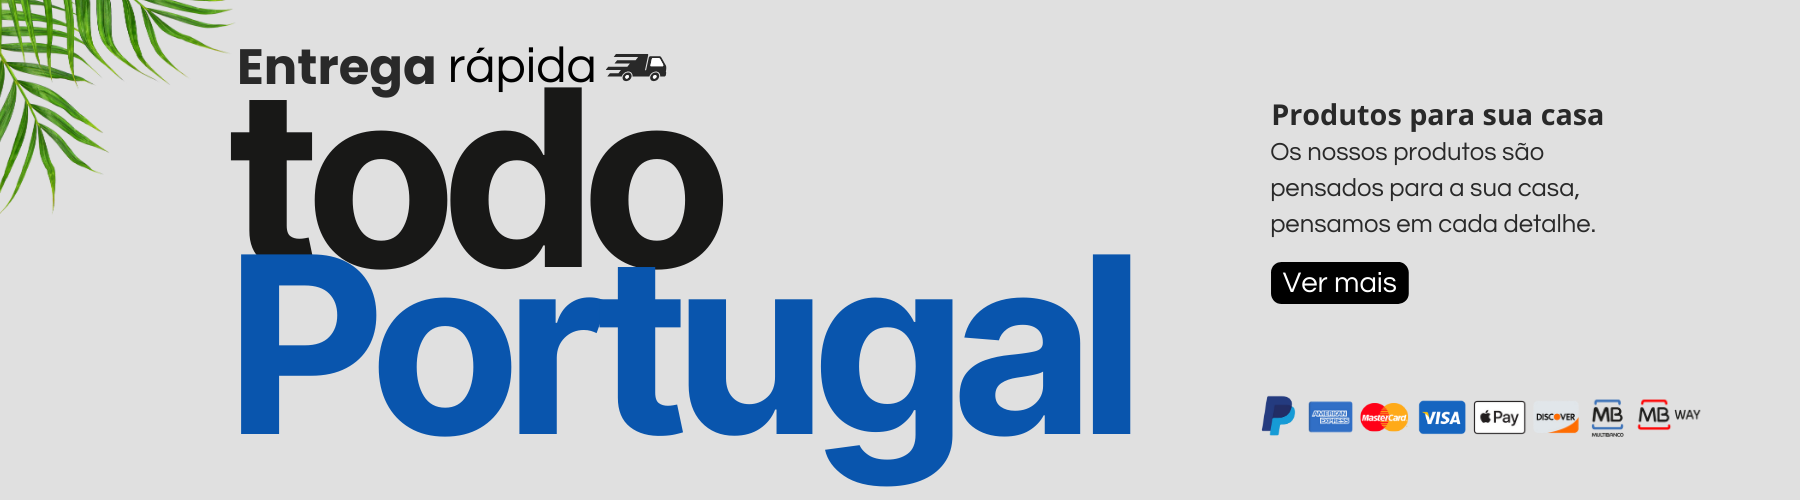 Entrega rápida
todo
Portugal
Produtos para sua casa
Os nossos produtos são
pensados para a sua casa,
pensamos em cada detalhe.
Ver mais
AMERICAN EXPRESS
MasterCard
VISA
Pay
DISCOVER
MB
MULTIBANCO
MB WAY